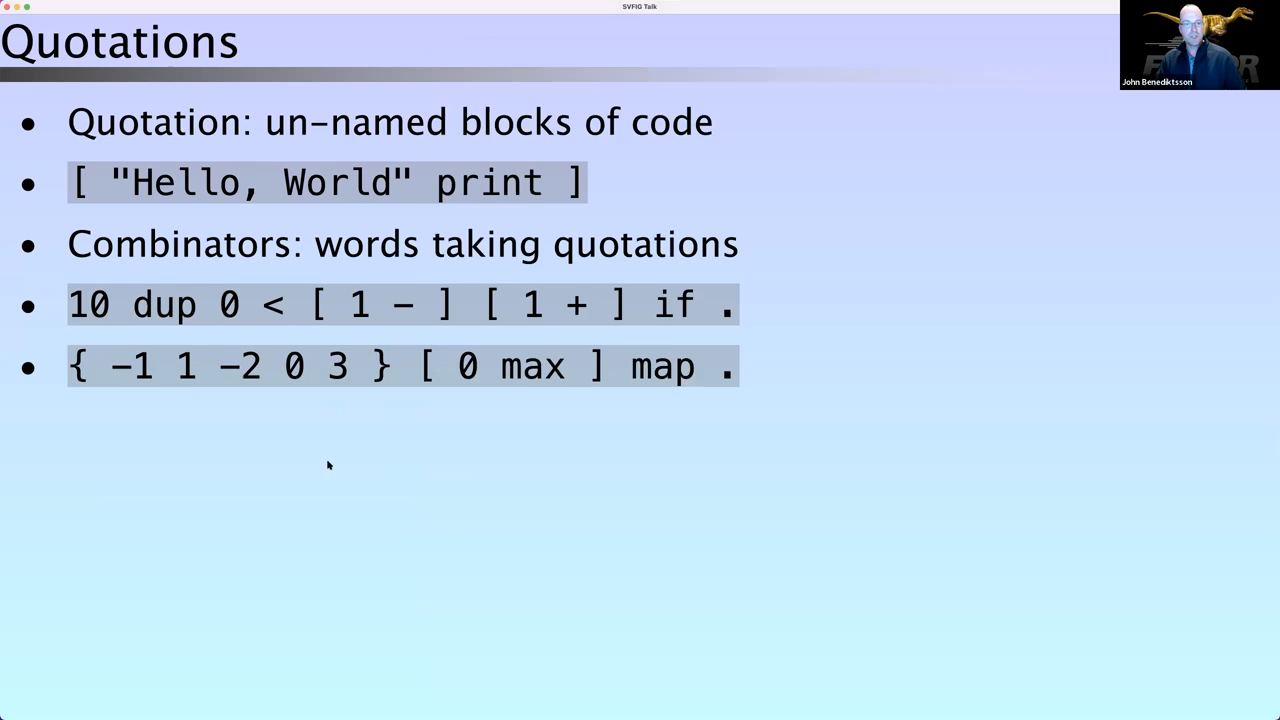 SVFIG Talk
Quotations
John Benediktsson
• Quotation: un-named blocks of code
• [ "Hello, World" print ]
• Combinators: words taking quotations
• 10 dup 0 < [ 1 - ] [ 1 + ] if .
• { -1 1 -2 0 3 } [ 0 max ] map .